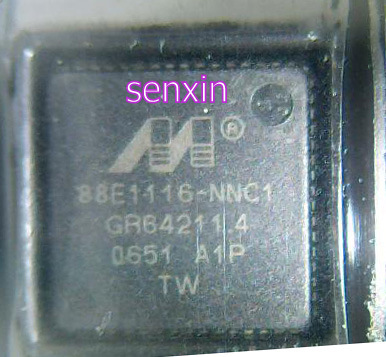 senxin
®
88E1116-NNC1
GR64211.4
0651 A1P
TW